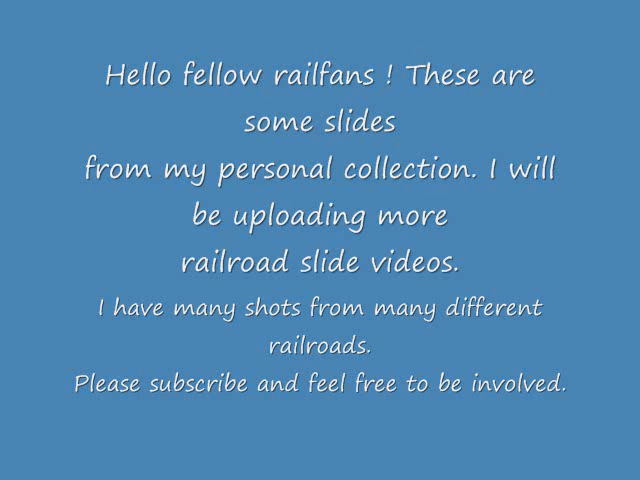 Hello fellow railfans ! These are
some slides
from my personal collection. I will
be uploading more
railroad slide videos.
I have many shots from many different
railroads.
Please subscribe and feel free to be involved.